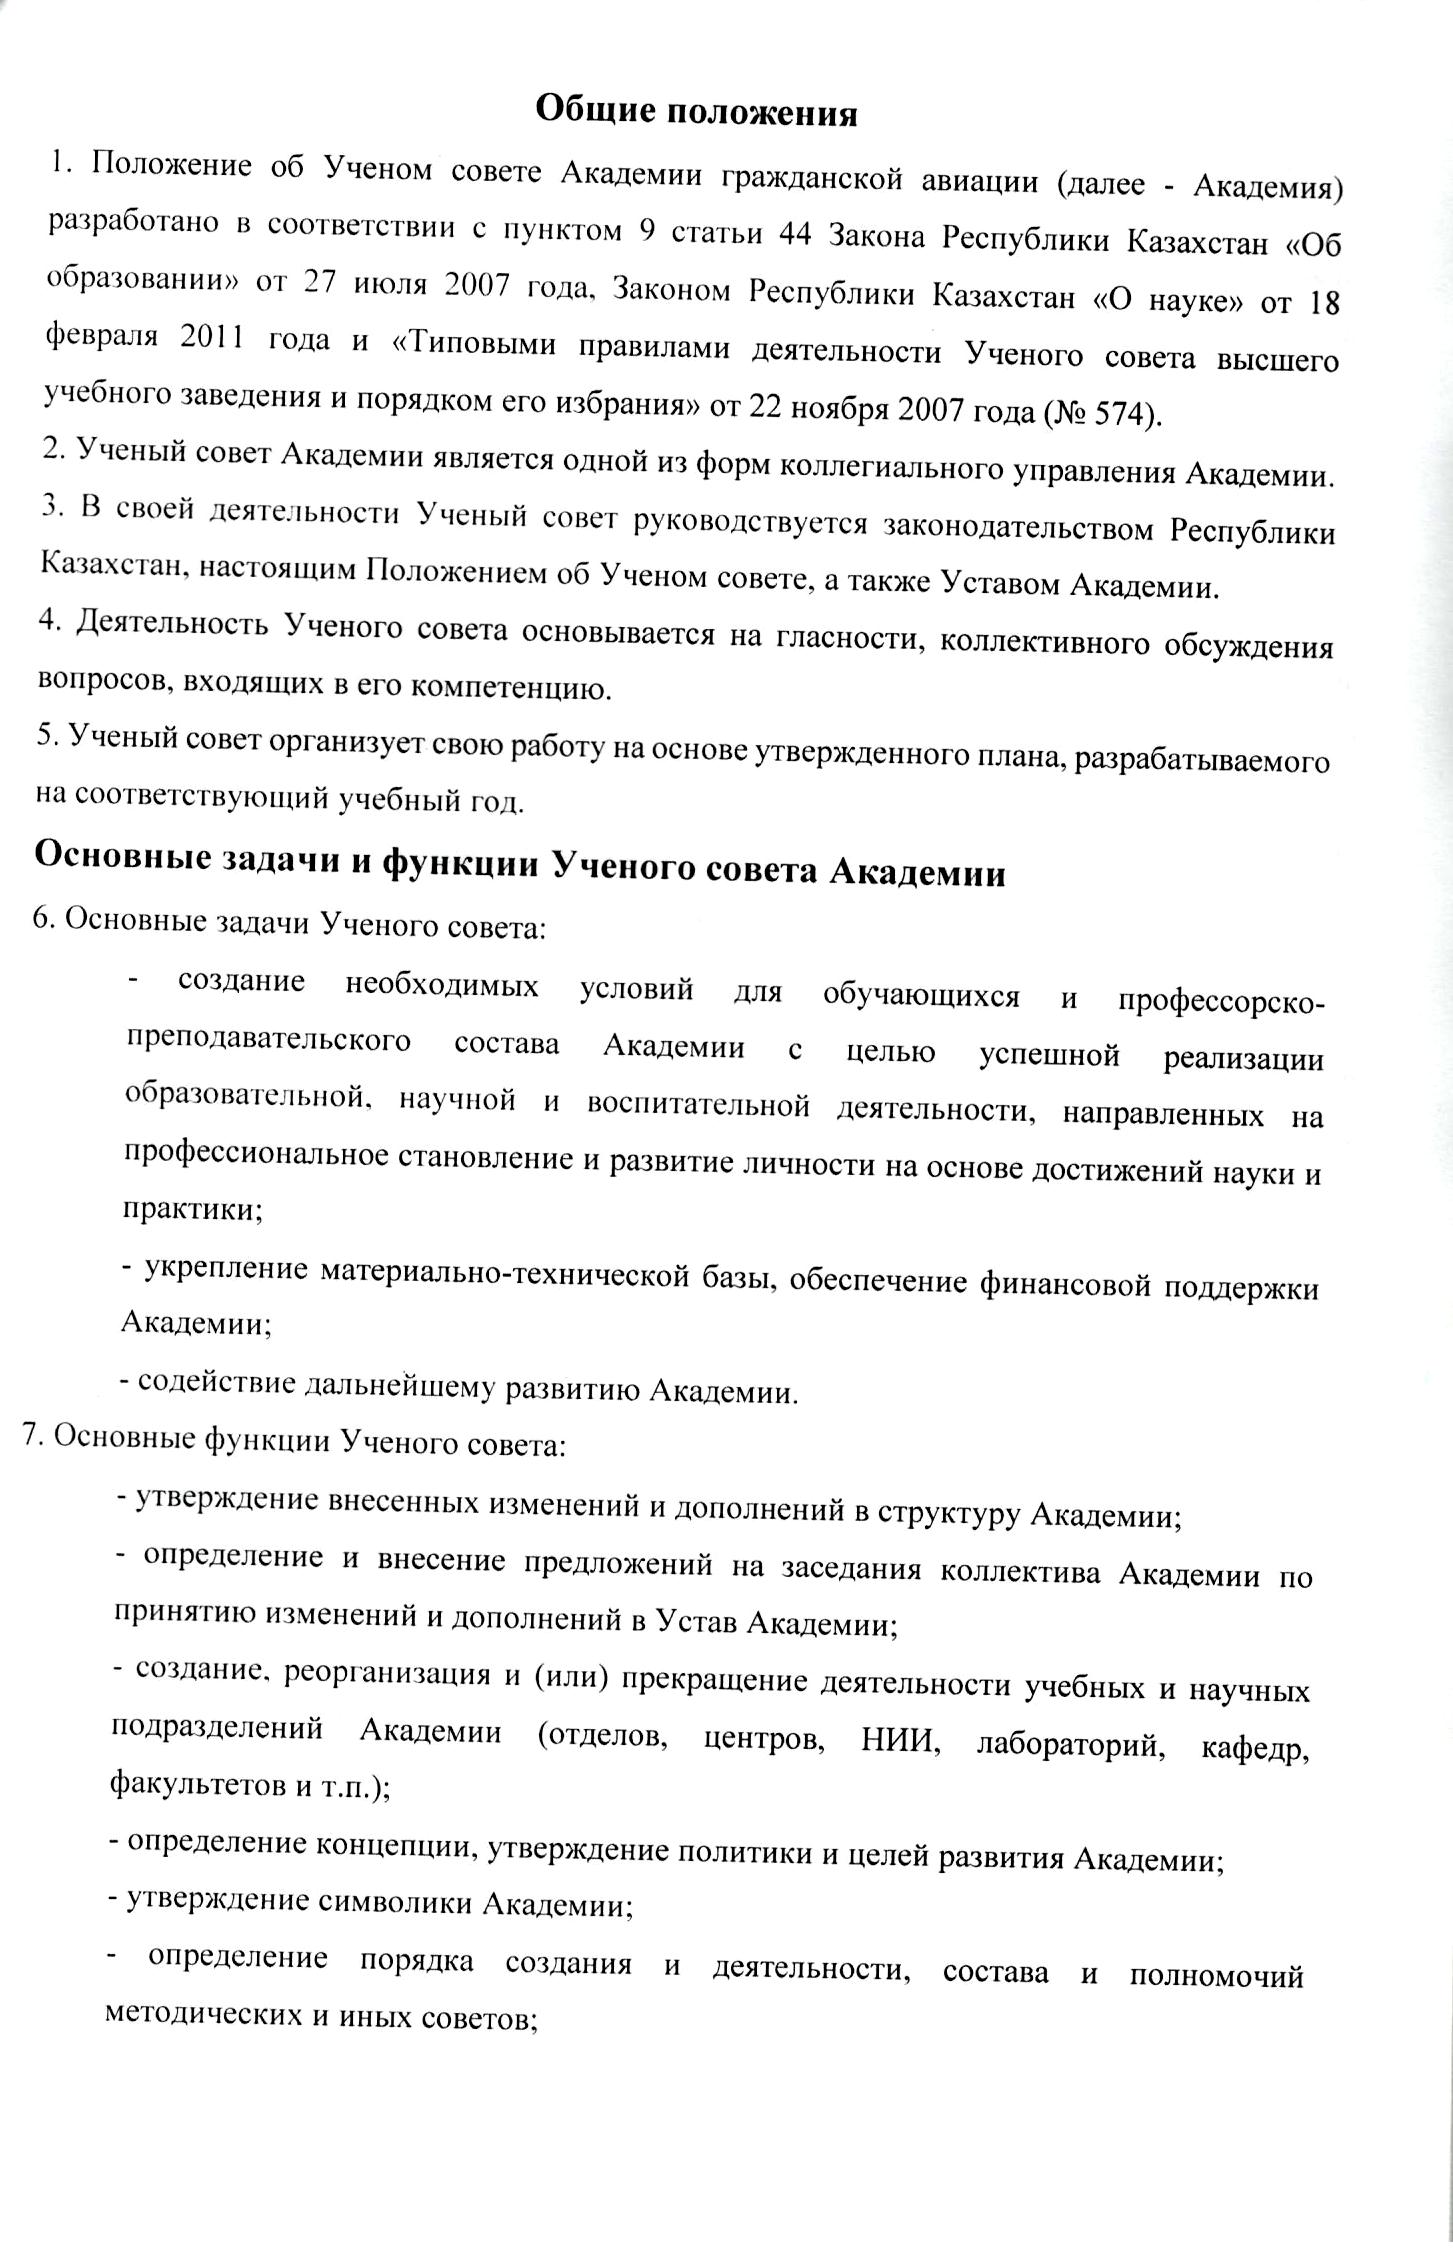 Общие положения
1. Положение об Ученом совете Академии гражданской авиации (далее - Академия)
разработано в соответствии с пунктом 9 статьи 44 Закона Республики Казахстан «Об
образовании» от 27 июля 2007 года, Законом Республики Казахстан «О науке» от 18
февраля 2011 года и «Типовыми правилами деятельности Ученого совета высшего
учебного заведения и порядком его избрания» от 22 ноября 2007 года (№ 574).
2. Ученый совет Академии является одной из форм коллегиального управления Академии.
3. В своей деятельности Ученый совет руководствуется законодательством Республики
Казахстан, настоящим Положением об Ученом совете, а также Уставом Академии.
4. Деятельность Ученого совета основывается на гласности, коллективного обсуждения
вопросов, входящих в его компетенцию.
5. Ученый совет организует свою работу на основе утвержденного плана, разрабатываемого
на соответствующий учебный год.
Основные задачи и функции Ученого совета Академии
6. Основные задачи Ученого совета:
- создание необходимых условий для обучающихся и профессорско-
преподавательского состава Академии с целью успешной реализации
образовательной, научной и воспитательной деятельности, направленных на
профессиональное становление и развитие личности на основе достижений науки и
практики;
- укрепление материально-технической базы, обеспечение финансовой поддержки
Академии;
- содействие дальнейшему развитию Академии.
7. Основные функции Ученого совета:
- утверждение внесенных изменений и дополнений в структуру Академии;
- определение и внесение предложений на заседания коллектива Академии по
принятию изменений и дополнений в Устав Академии;
- создание, реорганизация и (или) прекращение деятельности учебных и научных
подразделений Академии (отделов, центров, НИИ, лабораторий, кафедр,
факультетов и т.п.);
- определение концепции, утверждение политики и целей развития Академии;
- утверждение символики Академии;
- определение порядка создания и деятельности, состава и полномочий
методических и иных советов;